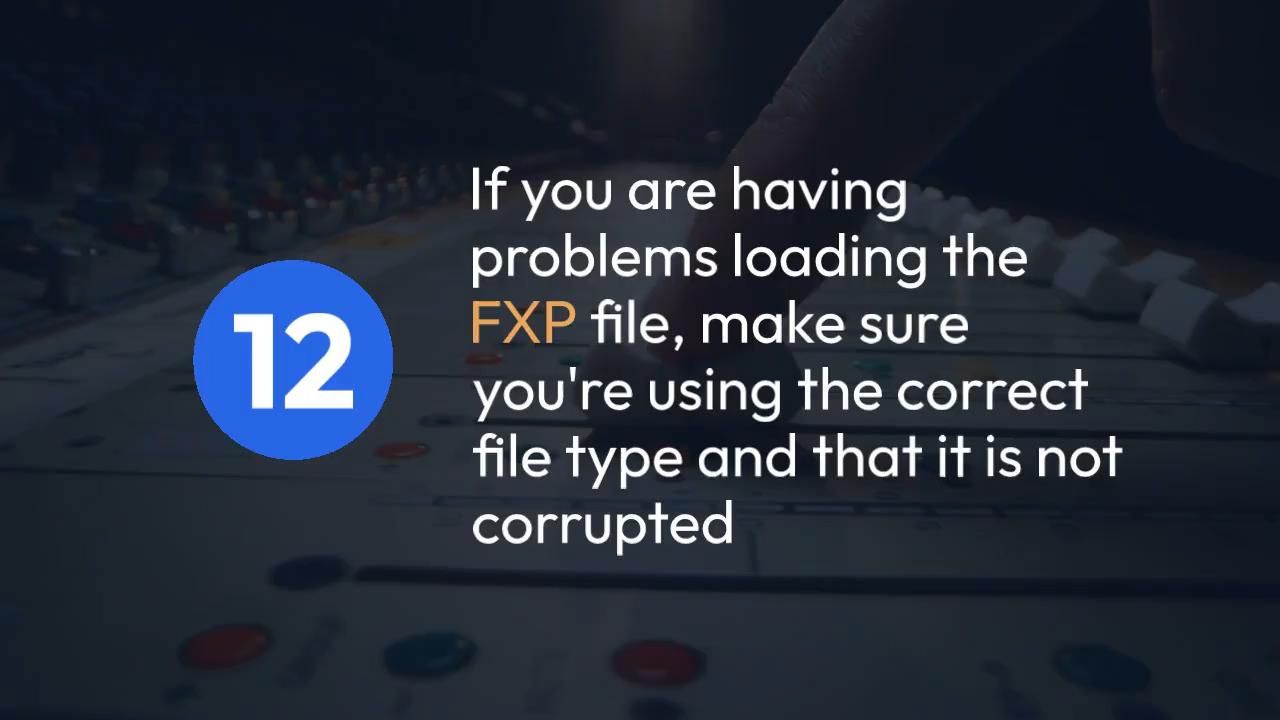 12
If you are having
problems loading the
FXP file, make sure
you're using the correct
file type and that it is not
corrupted